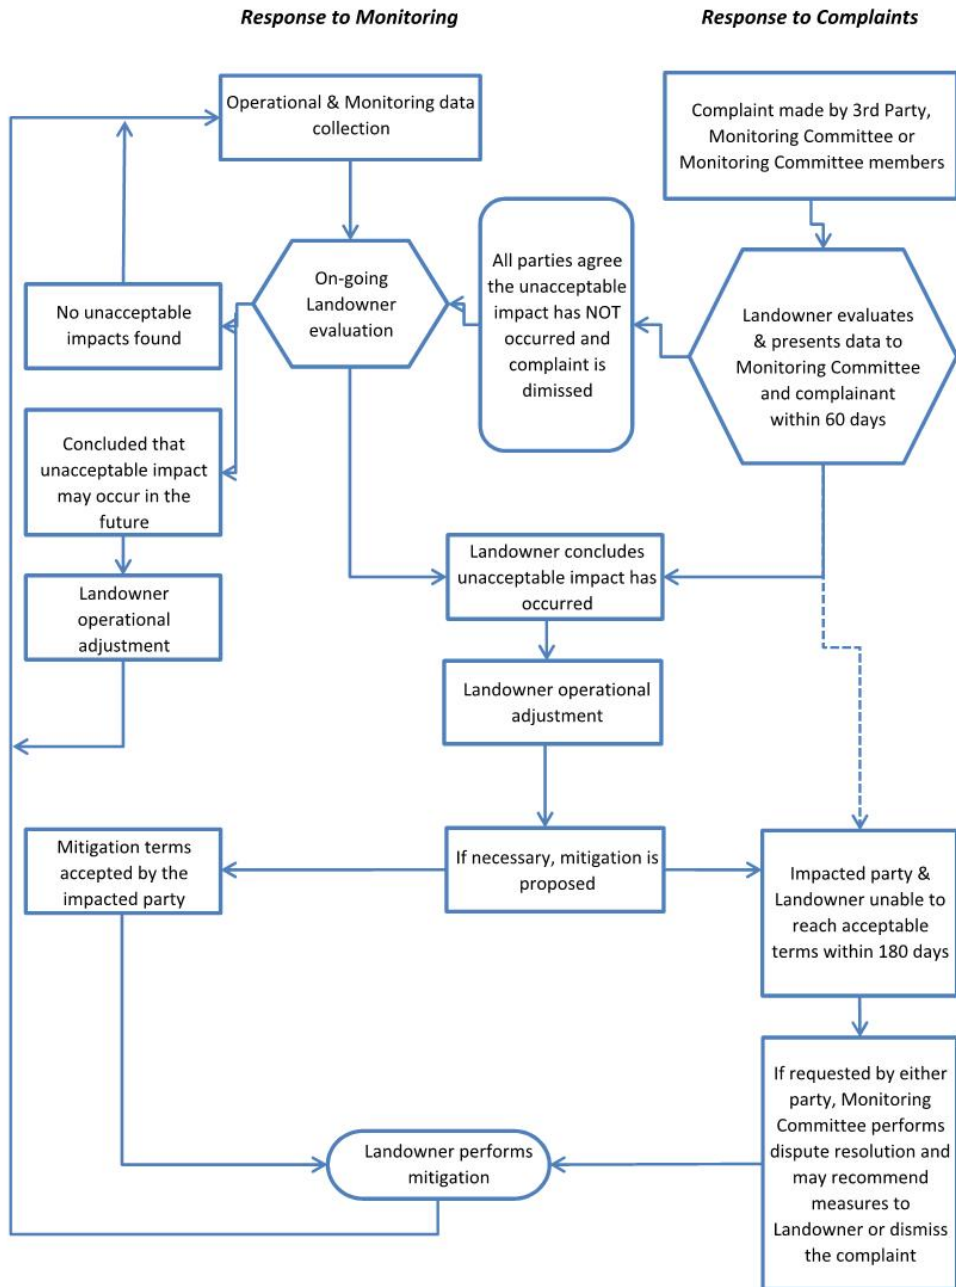 Response to Monitoring
Response to Complaints
Operational & Monitoring data
collection
Complaint made by 3rd Party,
Monitoring Committee or
Monitoring Committee members
On-going
Landowner
evaluation
All parties agree
the unacceptable
impact has NOT
occurred and
complaint is
dimissed
Landowner evaluates
& presents data to
Monitoring Committee
and complainant
within 60 days
No unacceptable
impacts found
Concluded that
unacceptable impact
may occur in the
future
Landowner
operational
adjustment
Landowner concludes
unacceptable impact has
occurred
Landowner operational
adjustment
Mitigation terms
accepted by the
impacted party
If necessary, mitigation is
proposed
Impacted party &
Landowner unable to
reach acceptable
terms within 180 days
Landowner performs
mitigation
If requested by either
party, Monitoring
Committee performs
dispute resolution and
may recommend
measures to
Landowner or dismiss
the complaint